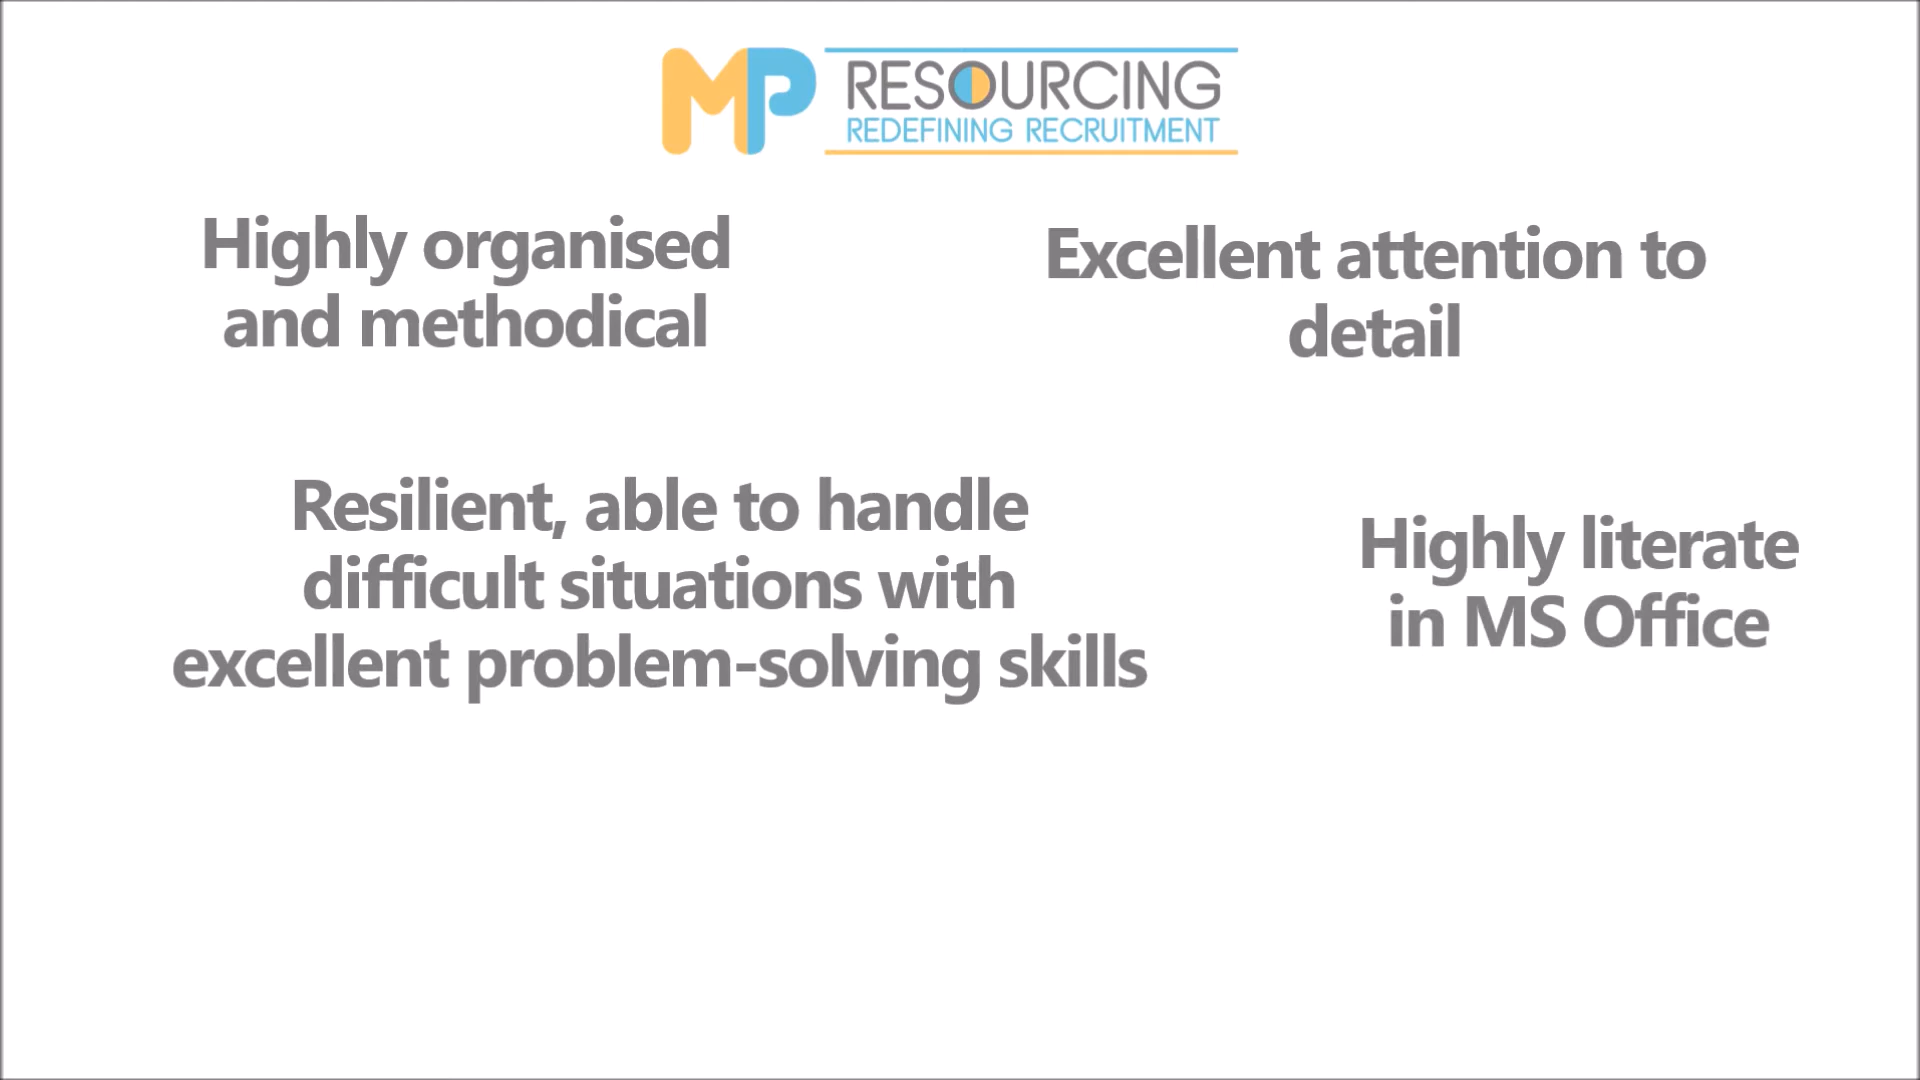 MP RESOURCING
REDEFINING RECRUITMENT
Highly organised
and methodical
Excellent attention to
detail
Resilient, able to handle
difficult situations with
excellent problem-solving skills
Highly literate
in MS Office